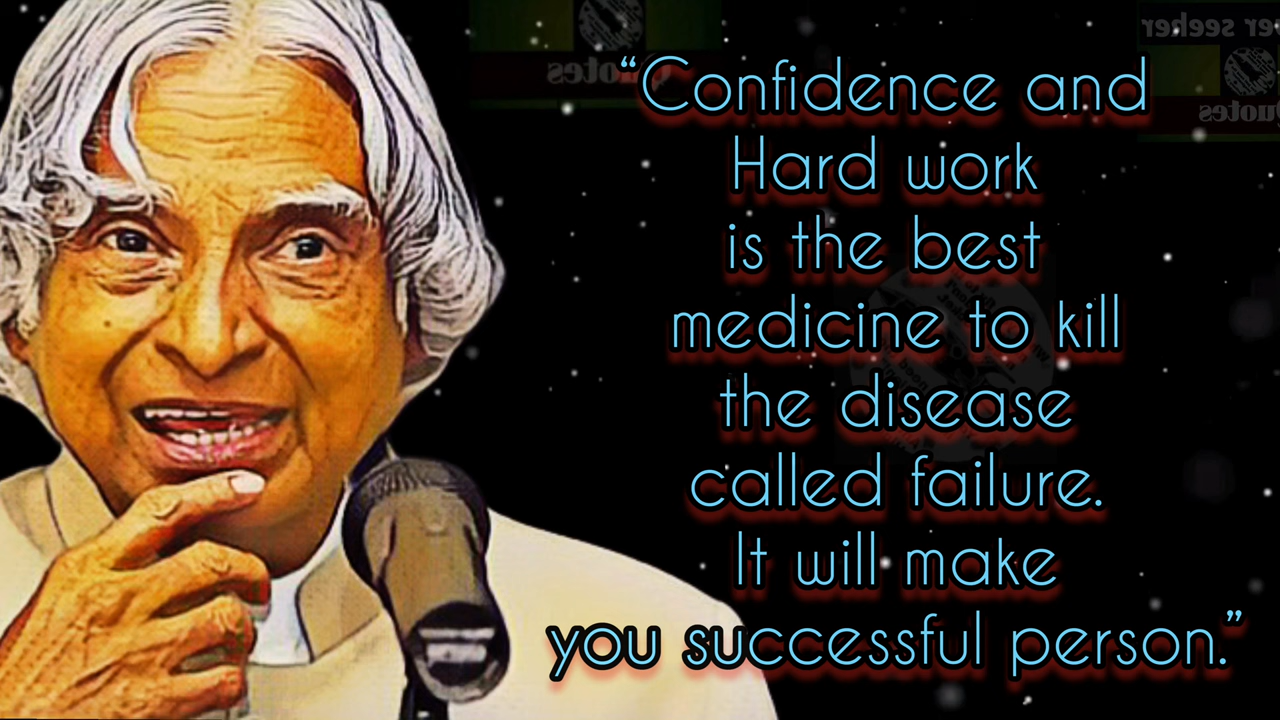 “Confidence and
Hard work
is the best
medicine to kill
the disease
called failure.
It will make
you successful person.”
Quotes